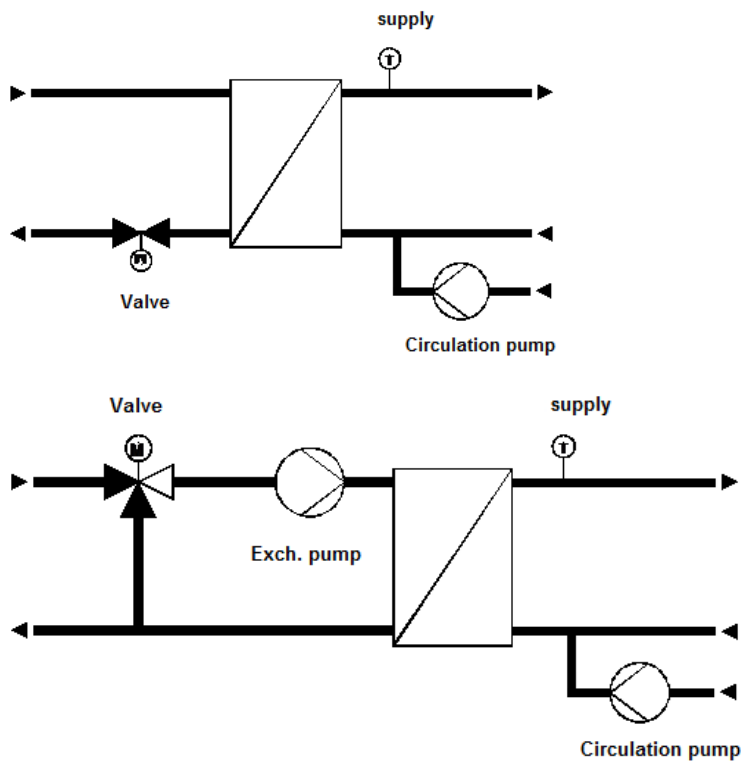 supply
T
M
Valve
Circulation pump
Valve
supply
M
T
Exch. pump
Circulation pump